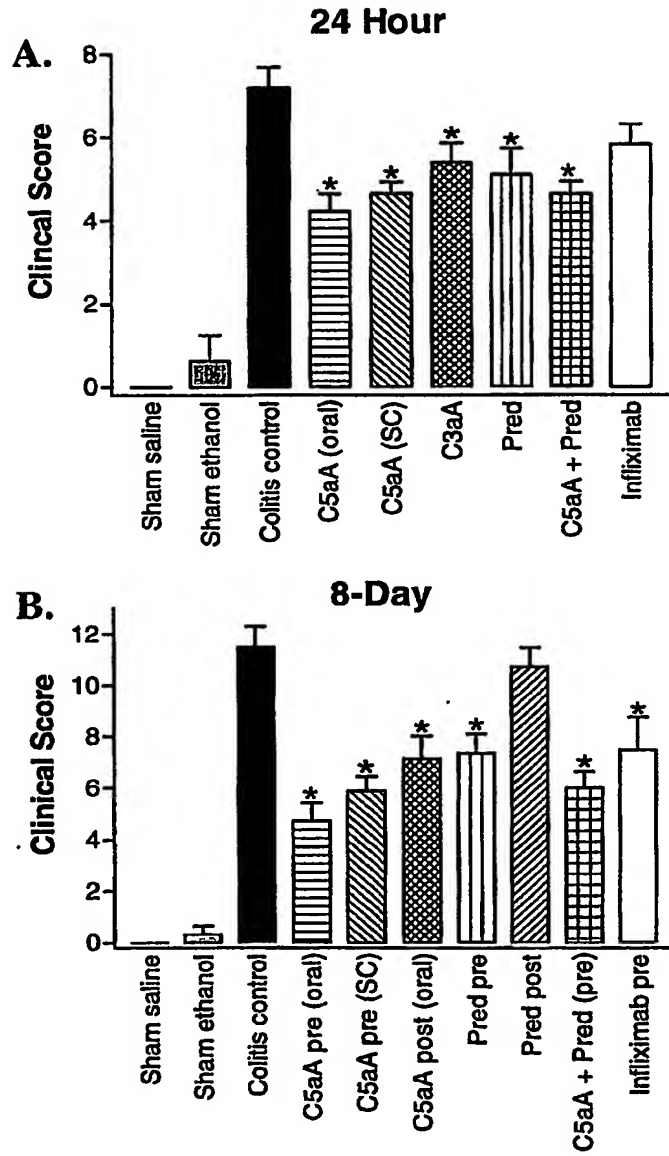 24 Hour
A.
8
6
4
2
0
Clincal Score
*
*
*
*
*
Sham saline
Sham ethanol
Colitis control
C5aA (oral)
C5aA (SC)
C3aA
Pred
C5aA + Pred
Infliximab
8-Day
B.
12
10
8
6
4
2
0
Clinical Score
*
*
*
*
*
*
Sham saline
Sham ethanol
Colitis control
C5aA pre (oral)
C5aA pre (SC)
C5aA post (oral)
Pred pre
Pred post
C5aA + Pred (pre)
Infliximab pre